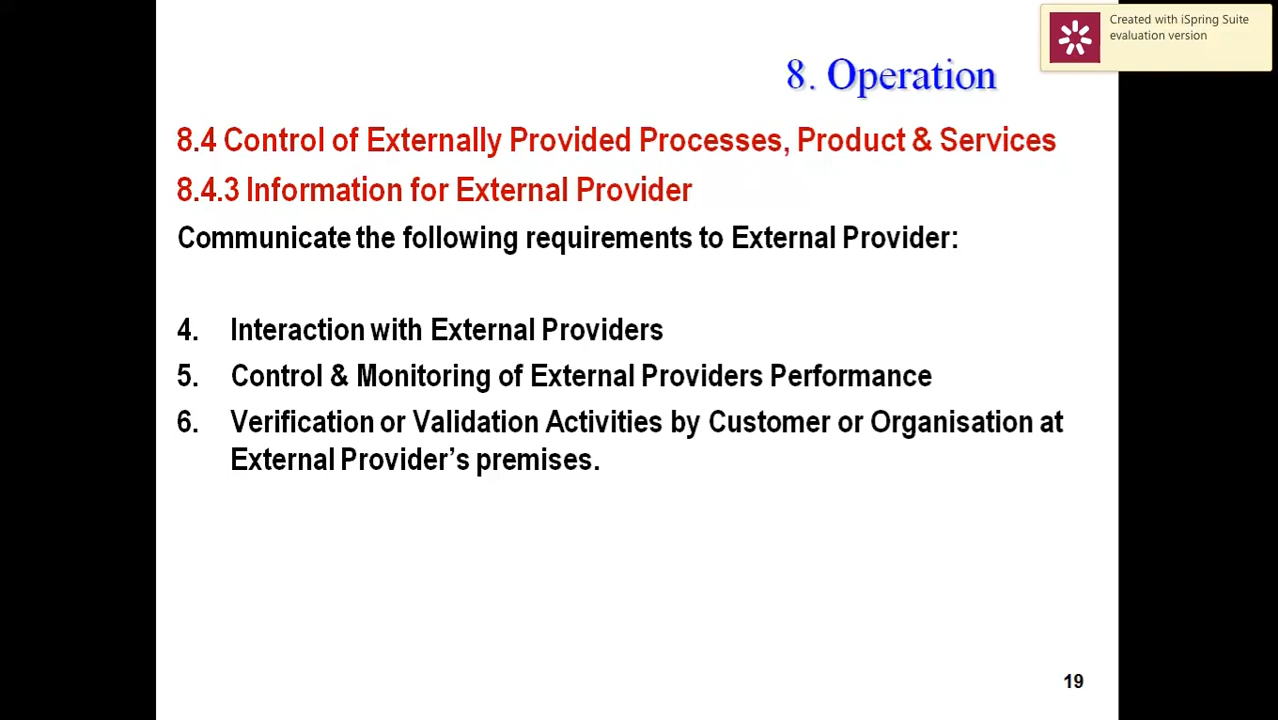 Created with iSpring Suite
evaluation version
8. Operation
8.4 Control of Externally Provided Processes, Product & Services
8.4.3 Information for External Provider
Communicate the following requirements to External Provider:
4. Interaction with External Providers
5. Control & Monitoring of External Providers Performance
6. Verification or Validation Activities by Customer or Organisation at
External Provider’s premises.
19